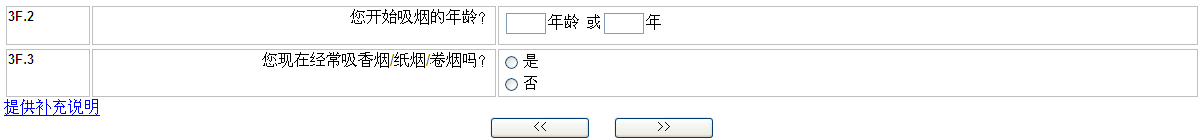 3F.2 您开始吸烟的年龄? 年龄 或 年
3F.3 您现在经常吸香烟/纸烟/卷烟吗? 是
否
提供补充说明
<< >>